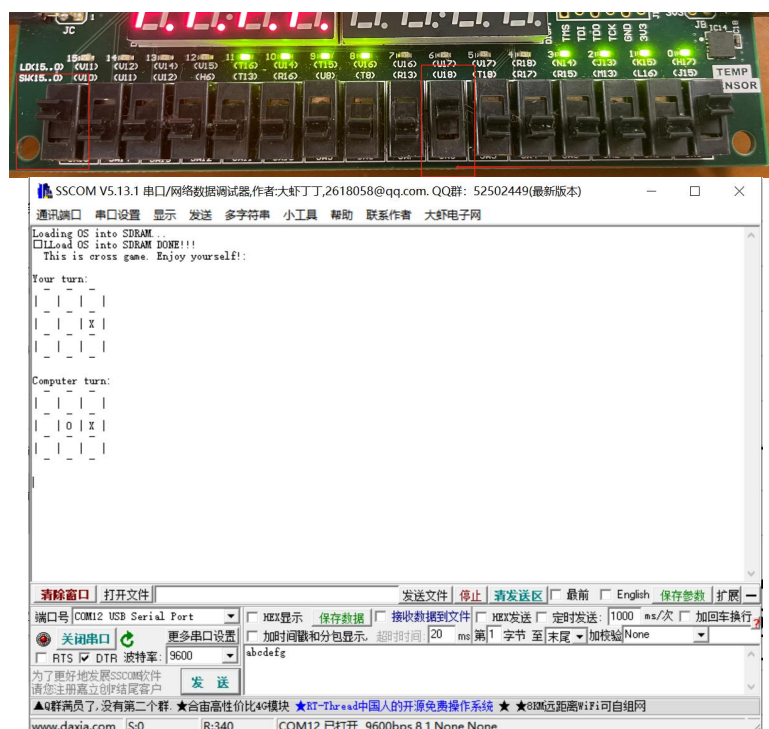 JC
TMS
TDI
TDO
TCK
GND
3V3
JB
IC14
15 14 13 12 11 10 9 8 7 6 5 4 3 2 1 0
LD(15..0) (V11) (V12) (V14) (V15) (T16) (U14) (T15) (V16) (U16) (U17) (V17) (R18) (N14) (J13) (K15) (H17)
SW(15..0) (V10) (U11) (U12) (H6) (T13) (R16) (U8) (T8) (R13) (U18) (T18) (R17) (R15) (M13) (L16) (J15)
TEMP
NSOR
SSCOM V5.13.1 串口/网络数据调试器,作者:大虾丁丁,2618058@qq.com. QQ群: 52502449(最新版本)
通讯端口 串口设置 显示 发送 多字符串 小工具 帮助 联系作者 大虾电子网
Loading OS into SDRAM...
□LLoad OS into SDRAM DONE!!!
This is cross game. Enjoy yourself!:
Your turn:
_ _ _
| | | |
_ _ _
| | | X |
_ _ _
| | | |
_ _ _
Computer turn:
_ _ _
| | | |
_ _ _
| | O | X |
_ _ _
| | | |
_ _ _
清除窗口 打开文件 发送文件 停止 清发送区 最前 English 保存参数 扩展 —
端口号 COM12 USB Serial Port HEX显示 保存数据 接收数据到文件 HEX发送 定时发送: 1000 ms/次 加回车换行
关闭串口 更多串口设置 加时间戳和分包显示, 超时时间: 20 ms 第1 字节 至 末尾 加校验 None
RTS DTR 波特率: 9600 abcdefg
为了更好地发展SSCOM软件
请您注册嘉立创F结尾客户
发 送
▲Q群满员了,没有第二个群. ★合宙高性价比4G模块 ★RT-Thread中国人的开源免费操作系统 ★ ★8KM远距离WiFi可自组网
www.daxia.com S:0 R:340 COM12 已打开 9600bps,8,1,None,None